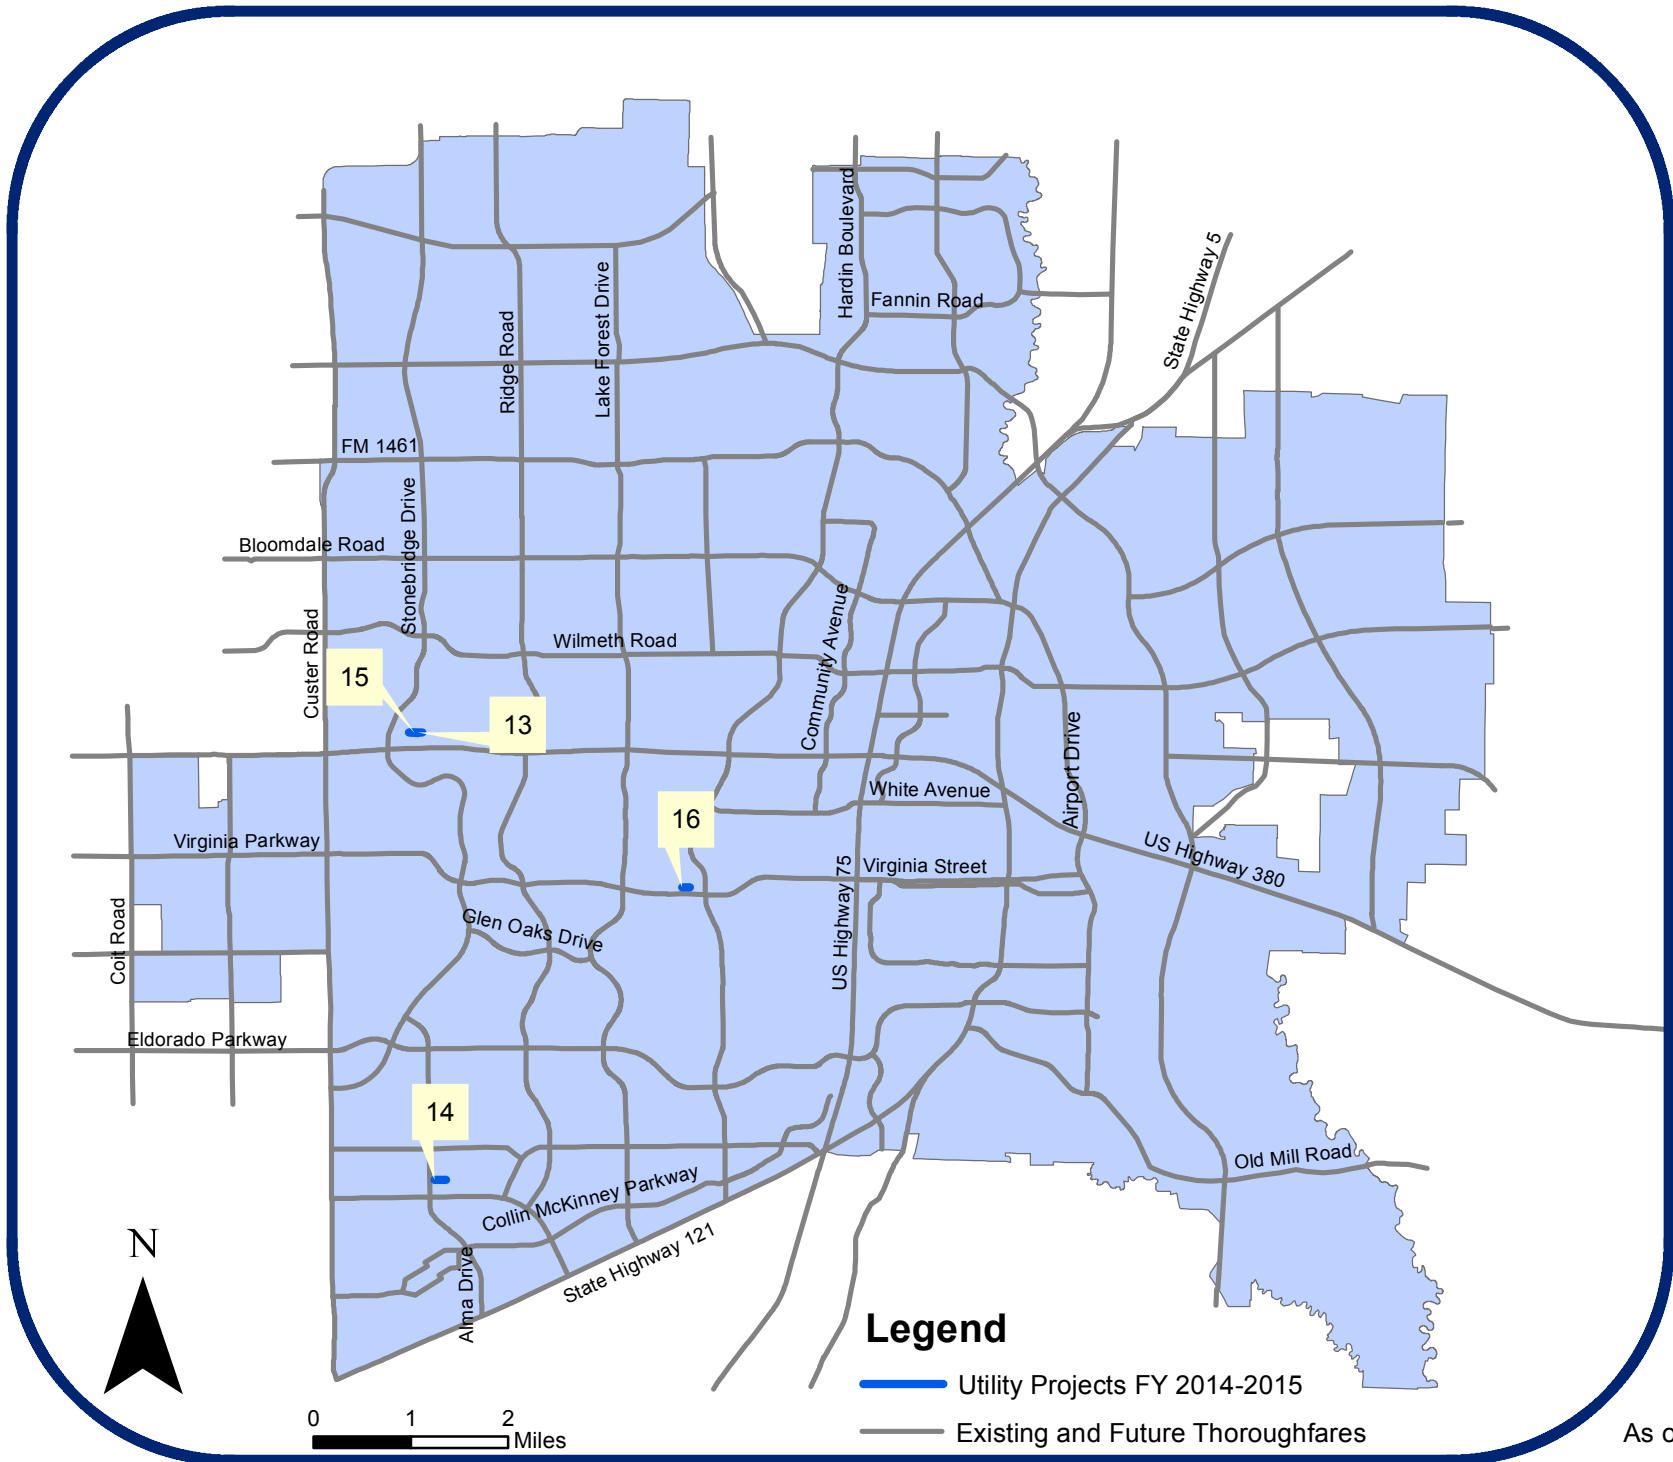 Hardin Boulevard
State Highway 5
Lake Forest Drive
Fannin Road
Ridge Road
FM 1461
Stonebridge Drive
Bloomdale Road
Community Avenue
Custer Road
Wilmeth Road
15
13
Airport Drive
White Avenue
16
Virginia Parkway
US Highway 380
US Highway 75
Virginia Street
Coit Road
Glen Oaks Drive
Eldorado Parkway
14
Old Mill Road
Collin McKinney Parkway
N
State Highway 121
Alma Drive
Legend
Utility Projects FY 2014-2015
0 1 2
Miles
Existing and Future Thoroughfares
As